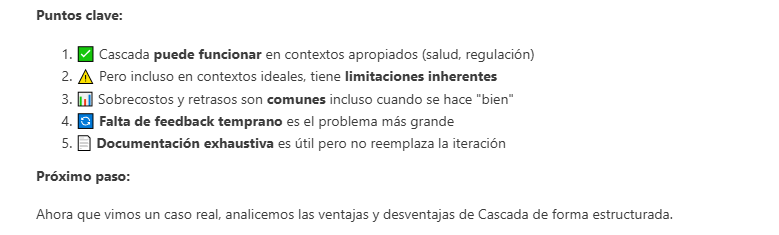 Puntos clave:
1. ✅ Cascada puede funcionar en contextos apropiados (salud, regulación)
2. ⚠️ Pero incluso en contextos ideales, tiene limitaciones inherentes
3. 📊 Sobrecostos y retrasos son comunes incluso cuando se hace "bien"
4. 🔄 Falta de feedback temprano es el problema más grande
5. 📄 Documentación exhaustiva es útil pero no reemplaza la iteración
Próximo paso:
Ahora que vimos un caso real, analicemos las ventajas y desventajas de Cascada de forma estructurada.